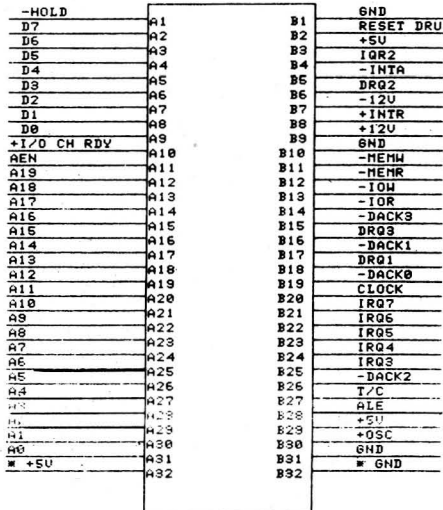 -HOLD A1 B1 GND
D7 A2 B2 RESET DRV
D6 A3 B3 +5V
D5 A4 B4 IQR2
D4 A5 B5 -INTA
D3 A6 B6 DRQ2
D2 A7 B7 -12V
D1 A8 B8 +INTR
D0 A9 B9 +12V
+I/O CH RDY A10 B10 GND
AEN A11 B11 -MEMW
A19 A12 B12 -MEMR
A18 A13 B13 -IOW
A17 A14 B14 -IOR
A16 A15 B15 -DACK3
A15 A16 B16 DRQ3
A14 A17 B17 -DACK1
A13 A18 B18 DRQ1
A12 A19 B19 -DACK0
A11 A20 B20 CLOCK
A10 A21 B21 IRQ7
A9 A22 B22 IRQ6
A8 A23 B23 IRQ5
A7 A24 B24 IRQ4
A6 A25 B25 IRQ3
A5 A26 B26 -DACK2
A4 A27 B27 T/C
A28 B28 ALE
A29 B29 +5V
A1 A30 B30 +OSC
A0 A31 B31 GND
* +5V A32 B32 * GND